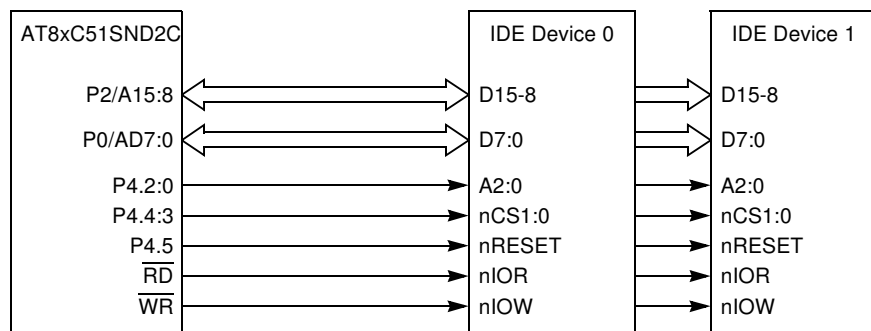 AT8xC51SND2C IDE Device 0 IDE Device 1
P2/A15:8 D15-8 D15-8
P0/AD7:0 D7:0 D7:0
P4.2:0 A2:0 A2:0
P4.4:3 nCS1:0 nCS1:0
P4.5 nRESET nRESET
RD nIOR nIOR
WR nIOW nIOW